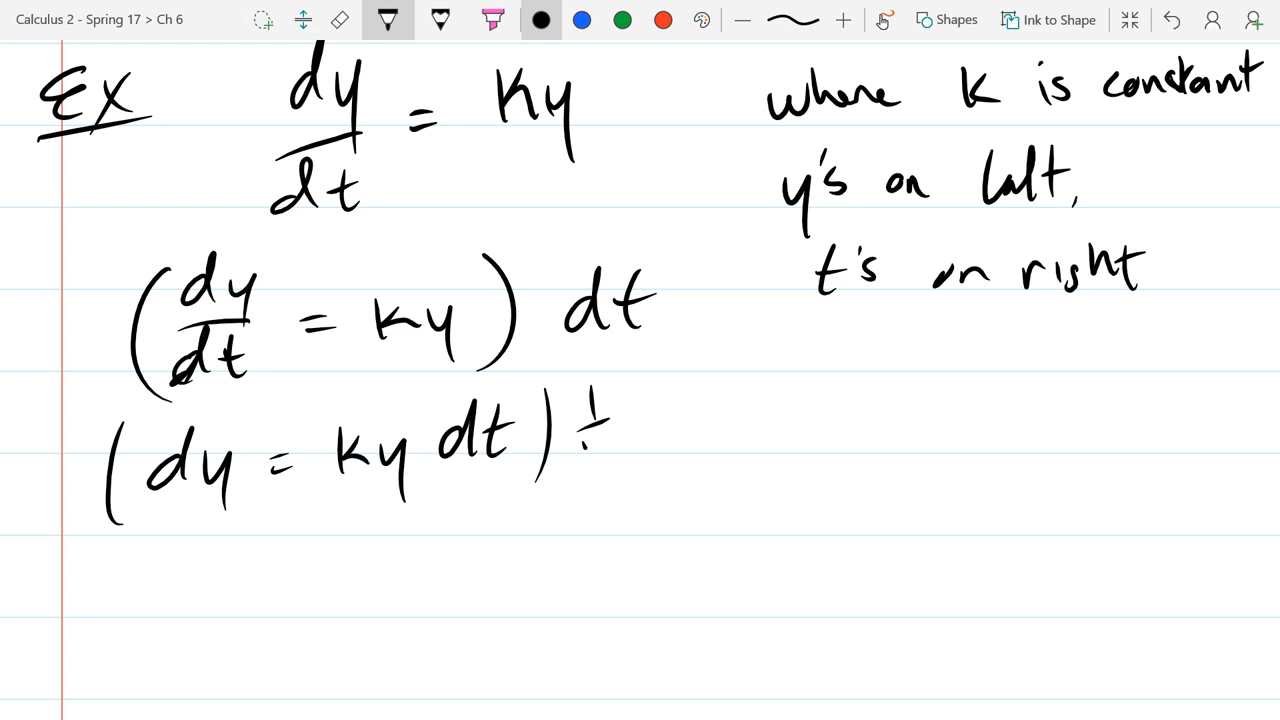 Calculus 2 - Spring 17 > Ch 6
Shapes
Ink to Shape
Ex dy/dt = Ky where K is constant
y's on left,
t's on right
(dy/dt = Ky) dt
(dy = Ky dt) 1/